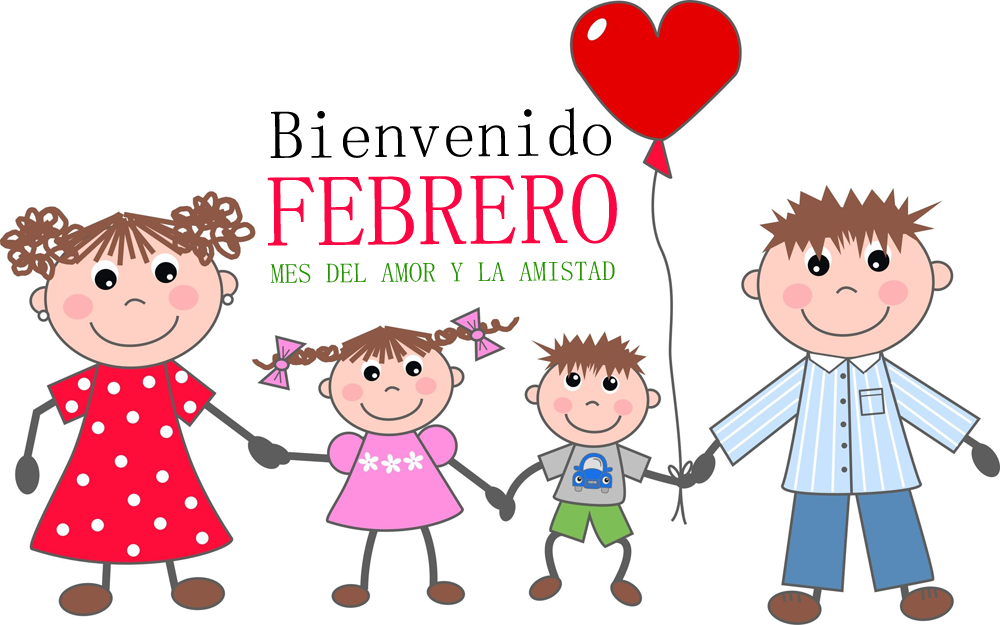 Bienvenido
FEBRERO
MES DEL AMOR Y LA AMISTAD